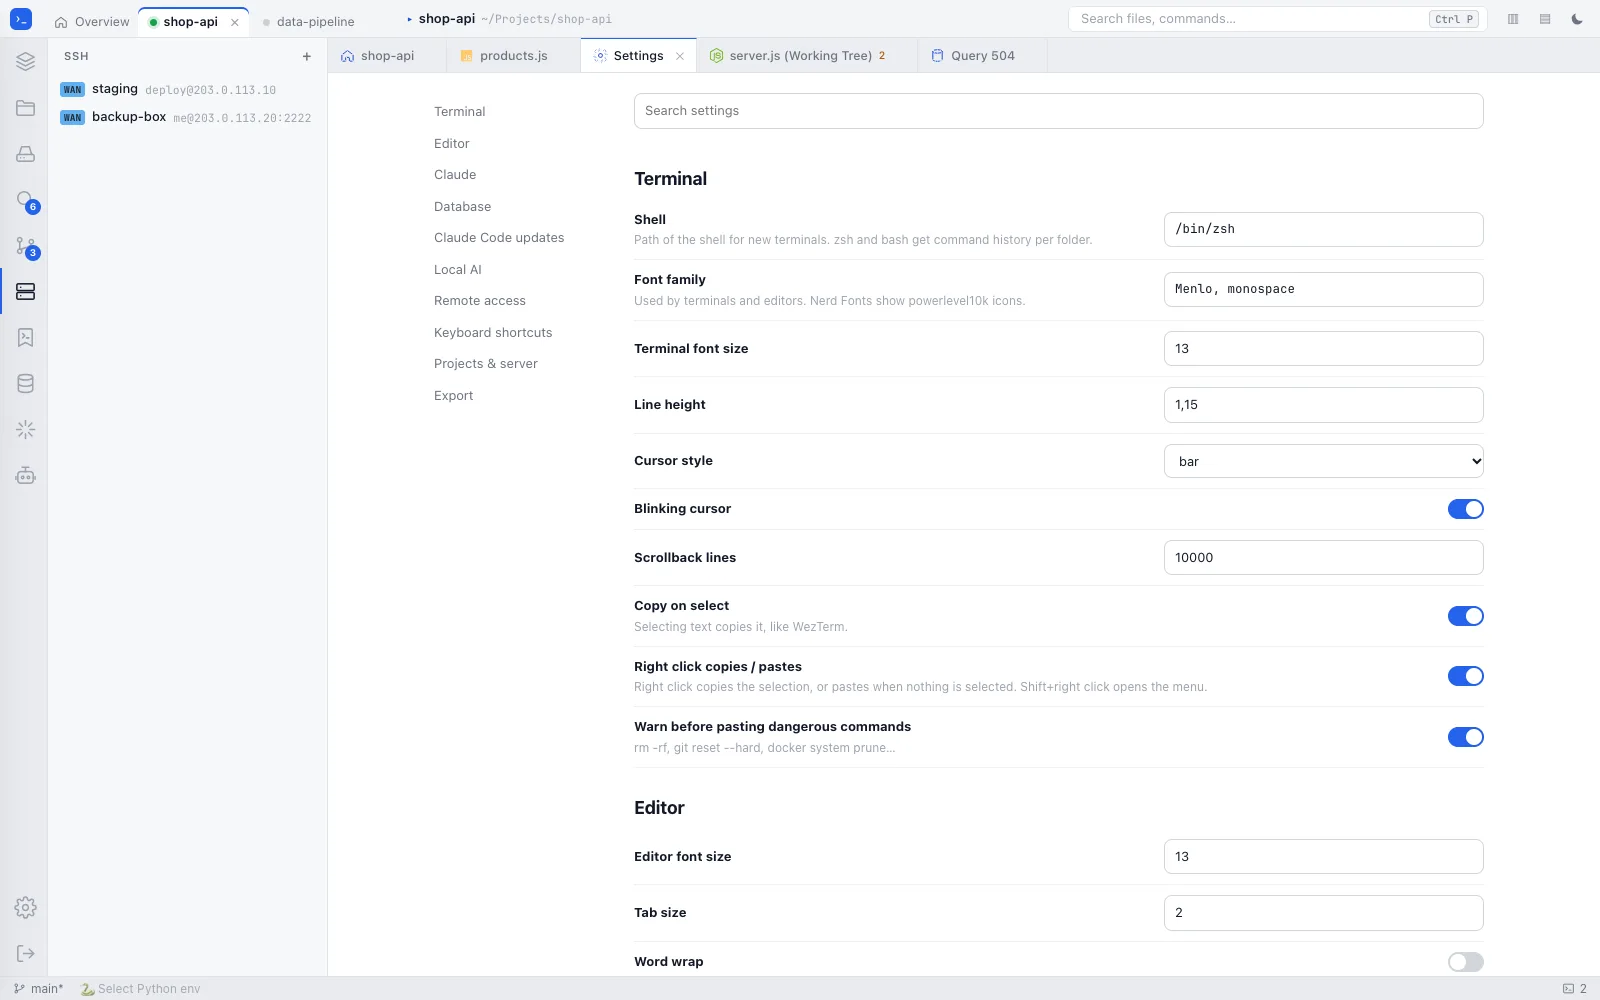 Overview
shop-api
data-pipeline
shop-api ~/Projects/shop-api
Search files, commands...
Ctrl P
SSH
WAN staging deploy@203.0.113.10
WAN backup-box me@203.0.113.20:2222
6
3
shop-api
products.js
Settings
server.js (Working Tree) 2
Query 504
Terminal
Editor
Claude
Database
Claude Code updates
Local AI
Remote access
Keyboard shortcuts
Projects & server
Export
Search settings
Terminal
Shell
Path of the shell for new terminals. zsh and bash get command history per folder.
/bin/zsh
Font family
Used by terminals and editors. Nerd Fonts show powerlevel10k icons.
Menlo, monospace
Terminal font size
13
Line height
1,15
Cursor style
bar
Blinking cursor
Scrollback lines
10000
Copy on select
Selecting text copies it, like WezTerm.
Right click copies / pastes
Right click copies the selection, or pastes when nothing is selected. Shift+right click opens the menu.
Warn before pasting dangerous commands
rm -rf, git reset --hard, docker system prune...
Editor
Editor font size
13
Tab size
2
Word wrap
main*
Select Python env
2